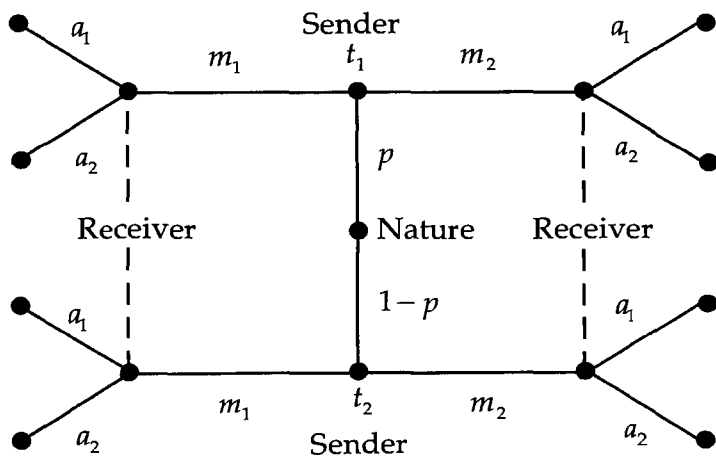 Sender
a₁ m₁ t₁ m₂ a₁
a₂ p a₂
Receiver Nature Receiver
a₁ 1−p a₁
a₂ m₁ t₂ m₂ a₂
Sender